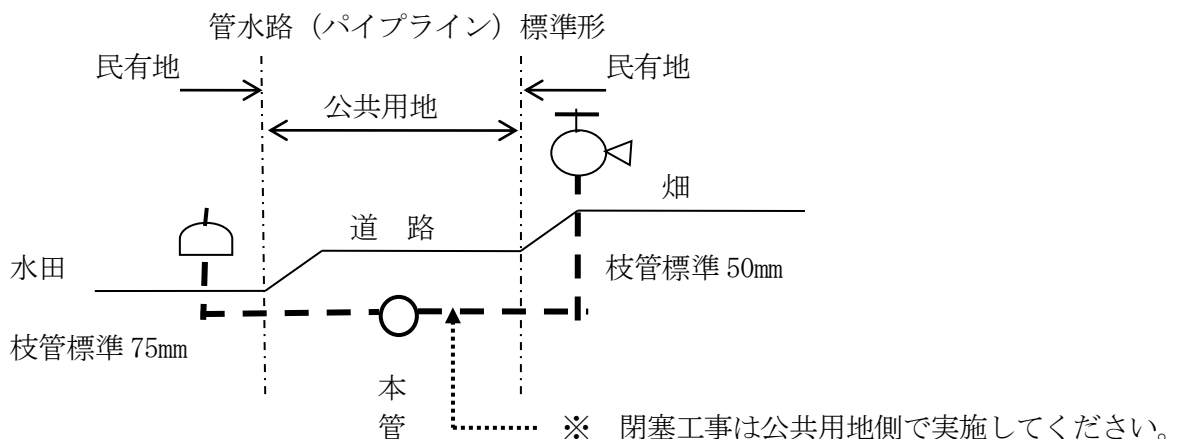 管水路（パイプライン）標準形
民有地
民有地
公共用地
畑
道　路
水田
枝管標準 50mm
枝管標準 75mm
本管
※　閉塞工事は公共用地側で実施してください。